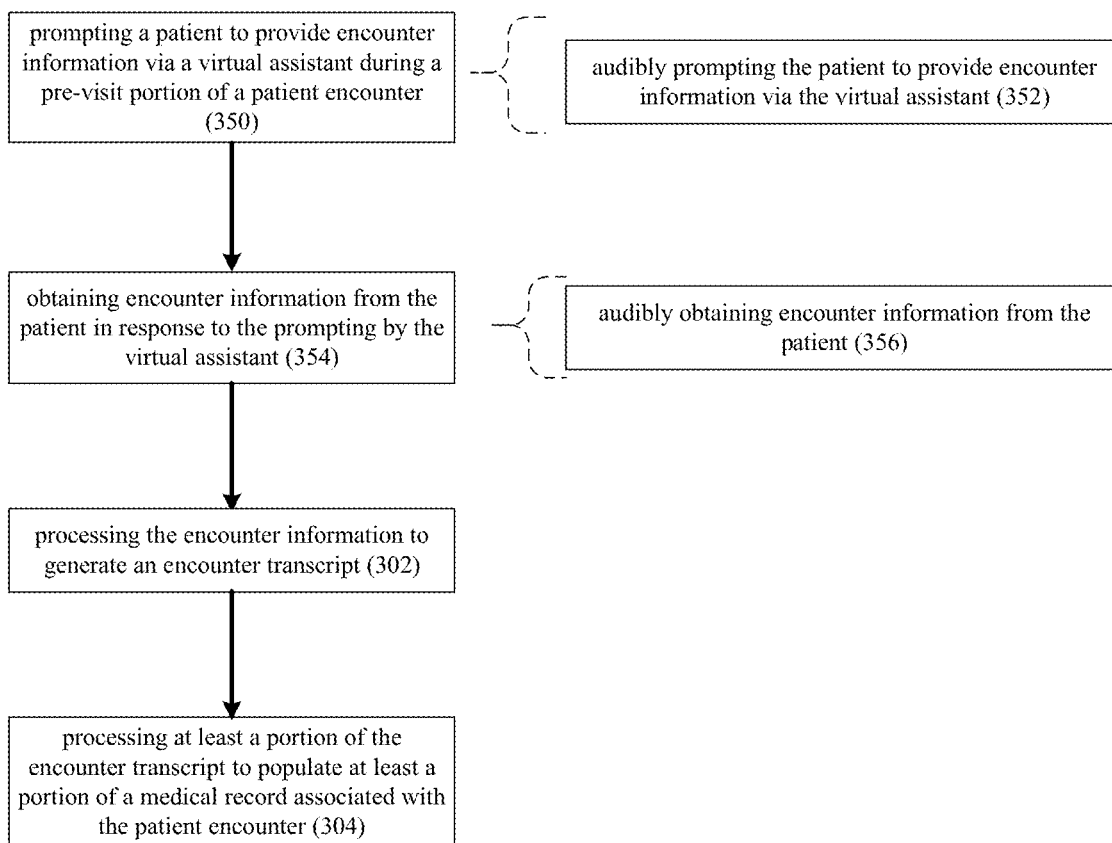 prompting a patient to provide encounter
information via a virtual assistant during a
pre-visit portion of a patient encounter
(350)
audibly prompting the patient to provide encounter
information via the virtual assistant (352)
obtaining encounter information from the
patient in response to the prompting by the
virtual assistant (354)
audibly obtaining encounter information from the
patient (356)
processing the encounter information to
generate an encounter transcript (302)
processing at least a portion of the
encounter transcript to populate at least a
portion of a medical record associated with
the patient encounter (304)